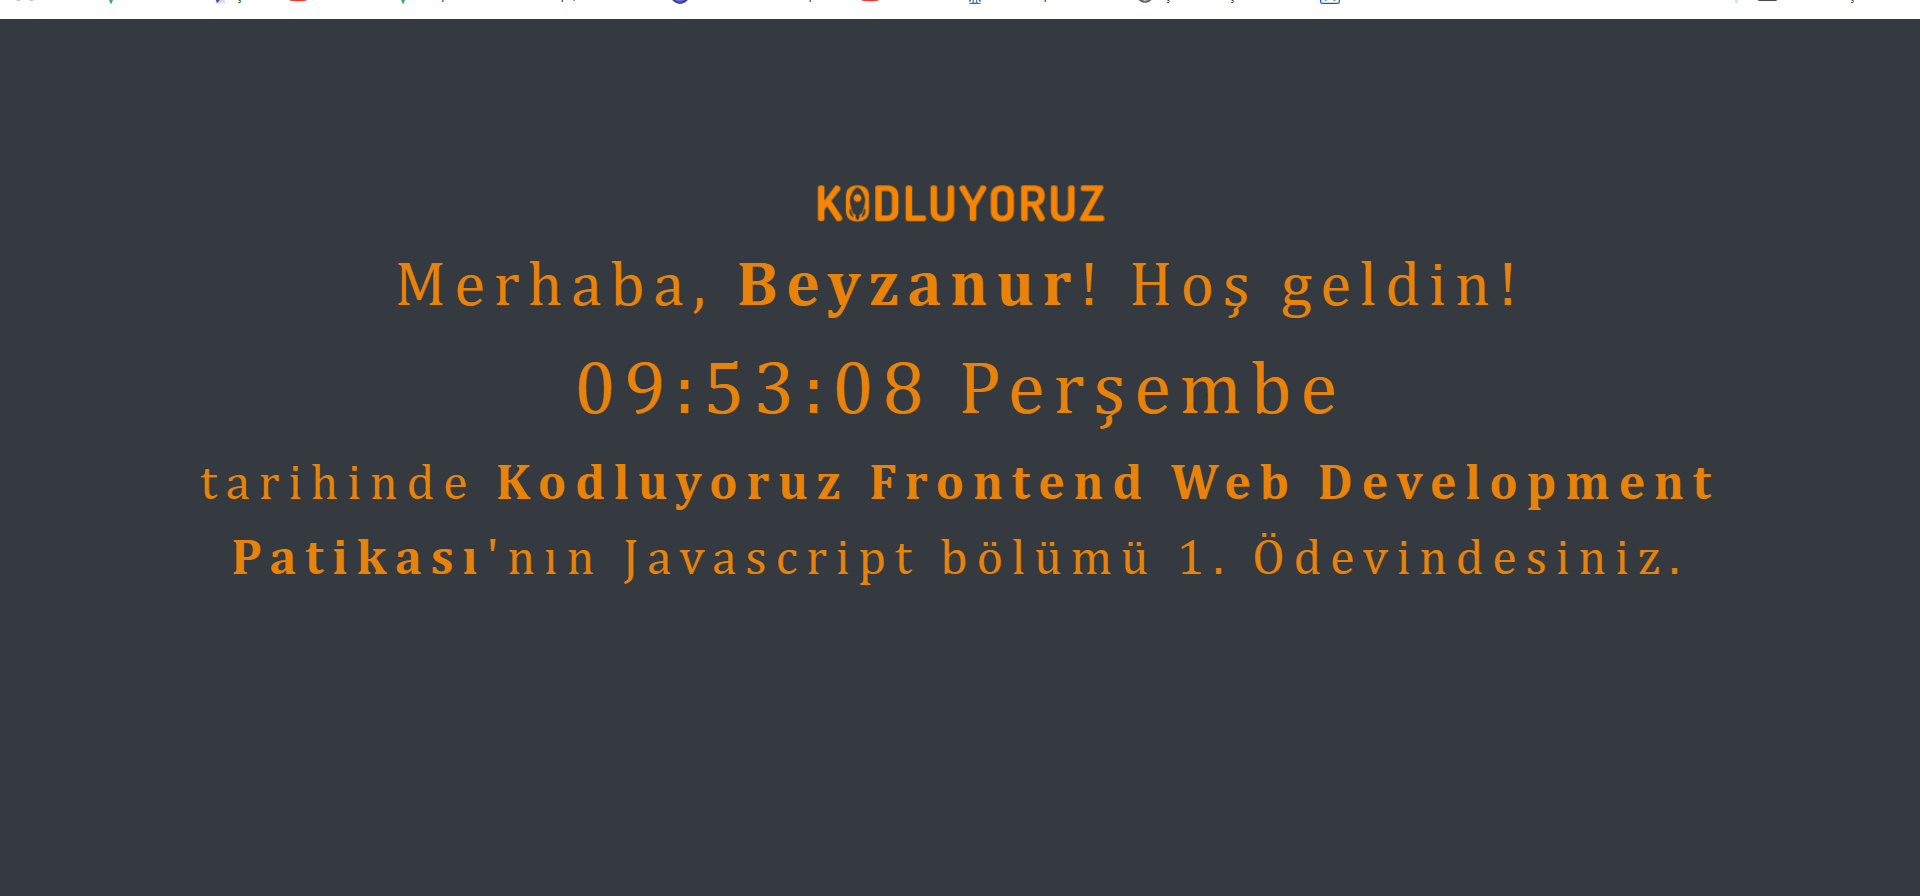 KODLUYORUZ
Merhaba, Beyzanur! Hoş geldin!
09:53:08 Perşembe
tarihinde Kodluyoruz Frontend Web Development
Patikası'nın Javascript bölümü 1. Ödevindesiniz.